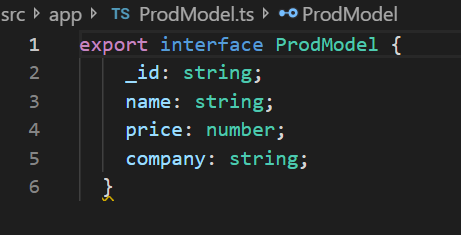 src > app > TS ProdModel.ts > ProdModel
1 export interface ProdModel {
2 _id: string;
3 name: string;
4 price: number;
5 company: string;
6 }